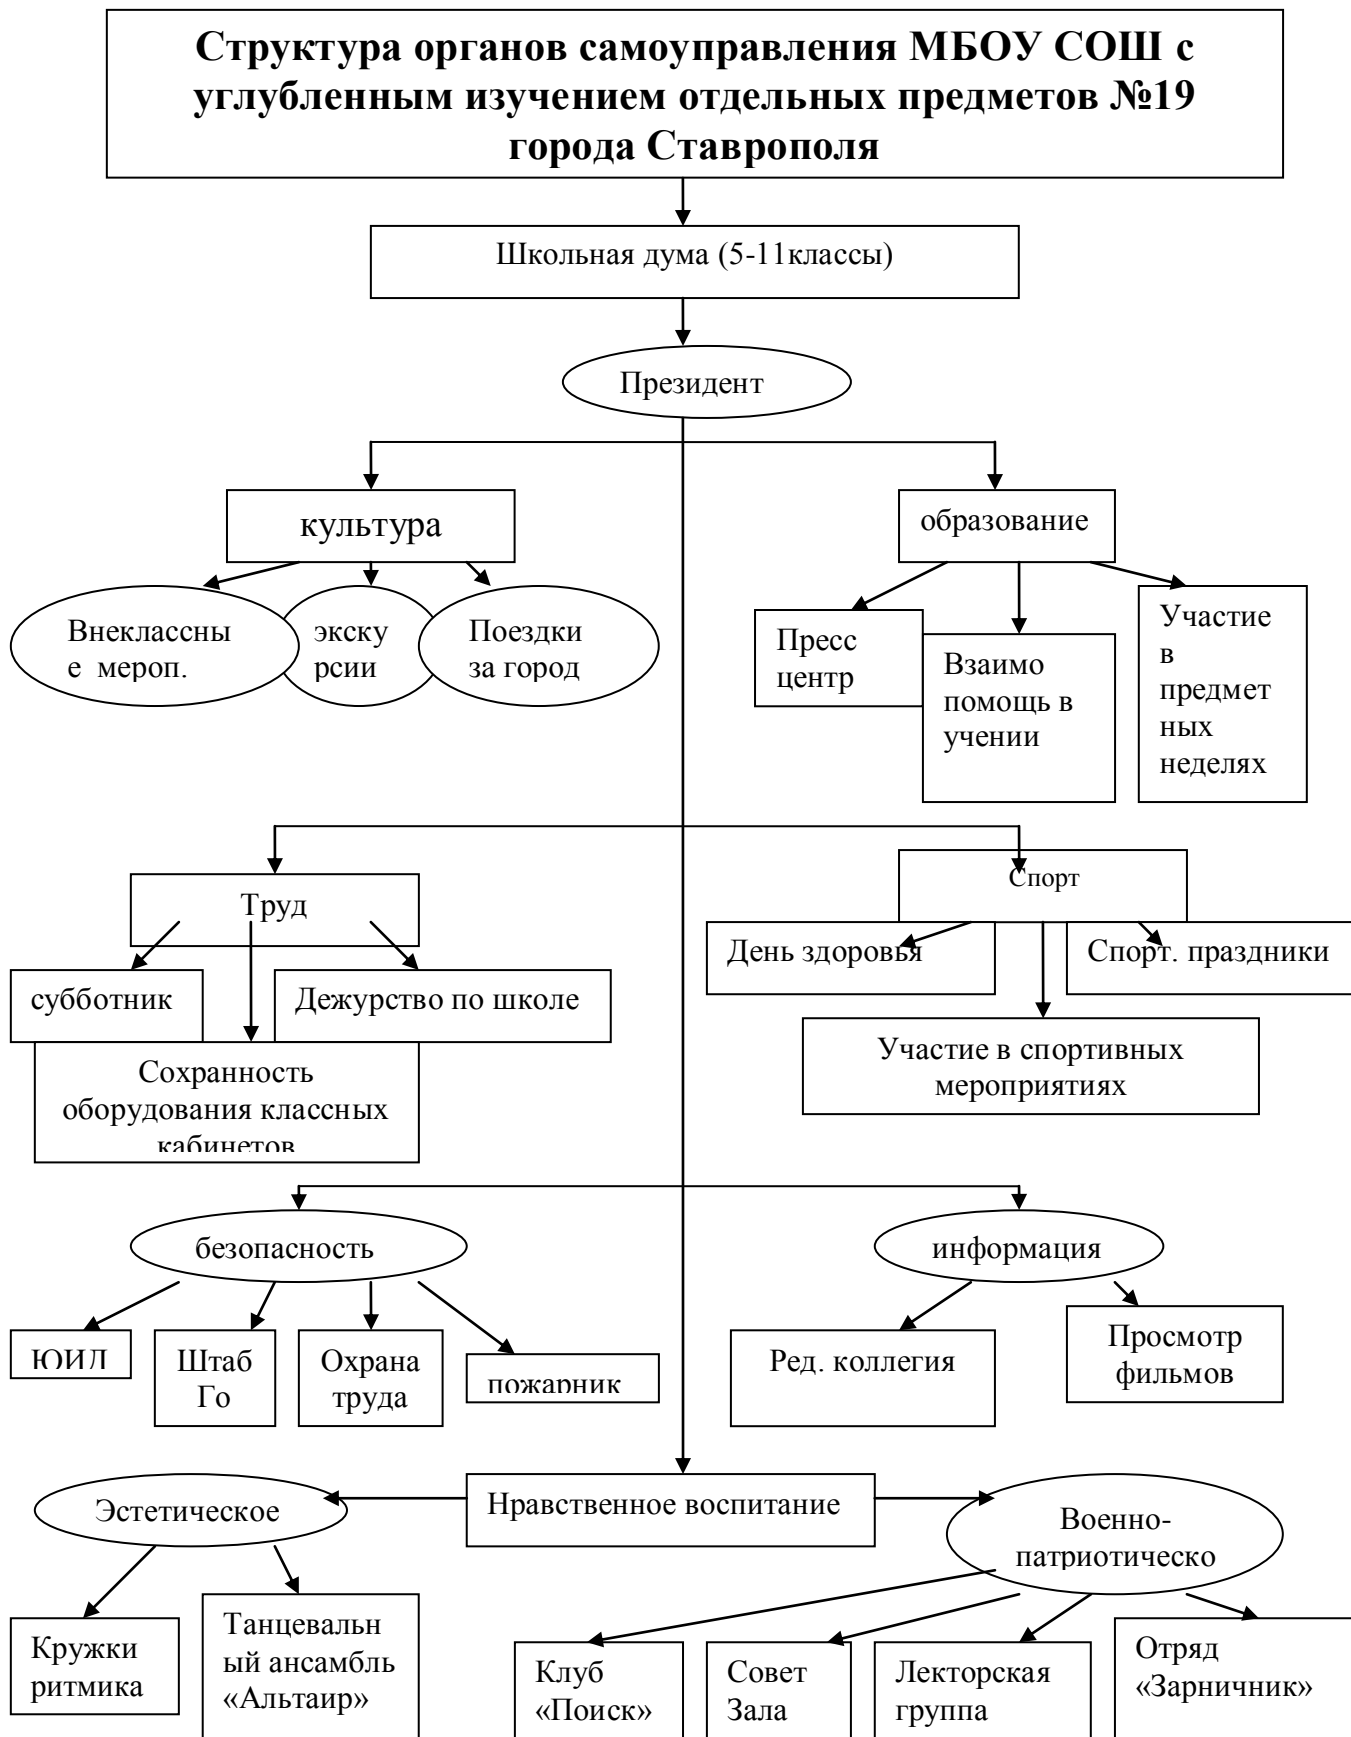 Структура органов самоуправления МБОУ СОШ с
углубленным изучением отдельных предметов №19
города Ставрополя
Школьная дума (5-11классы)
Президент
культура
образование
Внеклассны
е мероп.
экску
рсии
Поездки
за город
Пресс
центр
Взаимо
помощь в
учении
Участие
в
предмет
ных
неделях
Труд
Спорт
субботник
Дежурство по школе
Сохранность
оборудования классных
кабинетов
День здоровья
Спорт. праздники
Участие в спортивных
мероприятиях
безопасность
информация
ЮИД
Штаб
Го
Охрана
труда
пожарник
Ред. коллегия
Просмотр
фильмов
Нравственное воспитание
Эстетическое
Военно-
патриотическо
Кружки
ритмика
Танцевальн
ый ансамбль
«Альтаир»
Клуб
«Поиск»
Совет
Зала
Лекторская
группа
Отряд
«Зарничник»